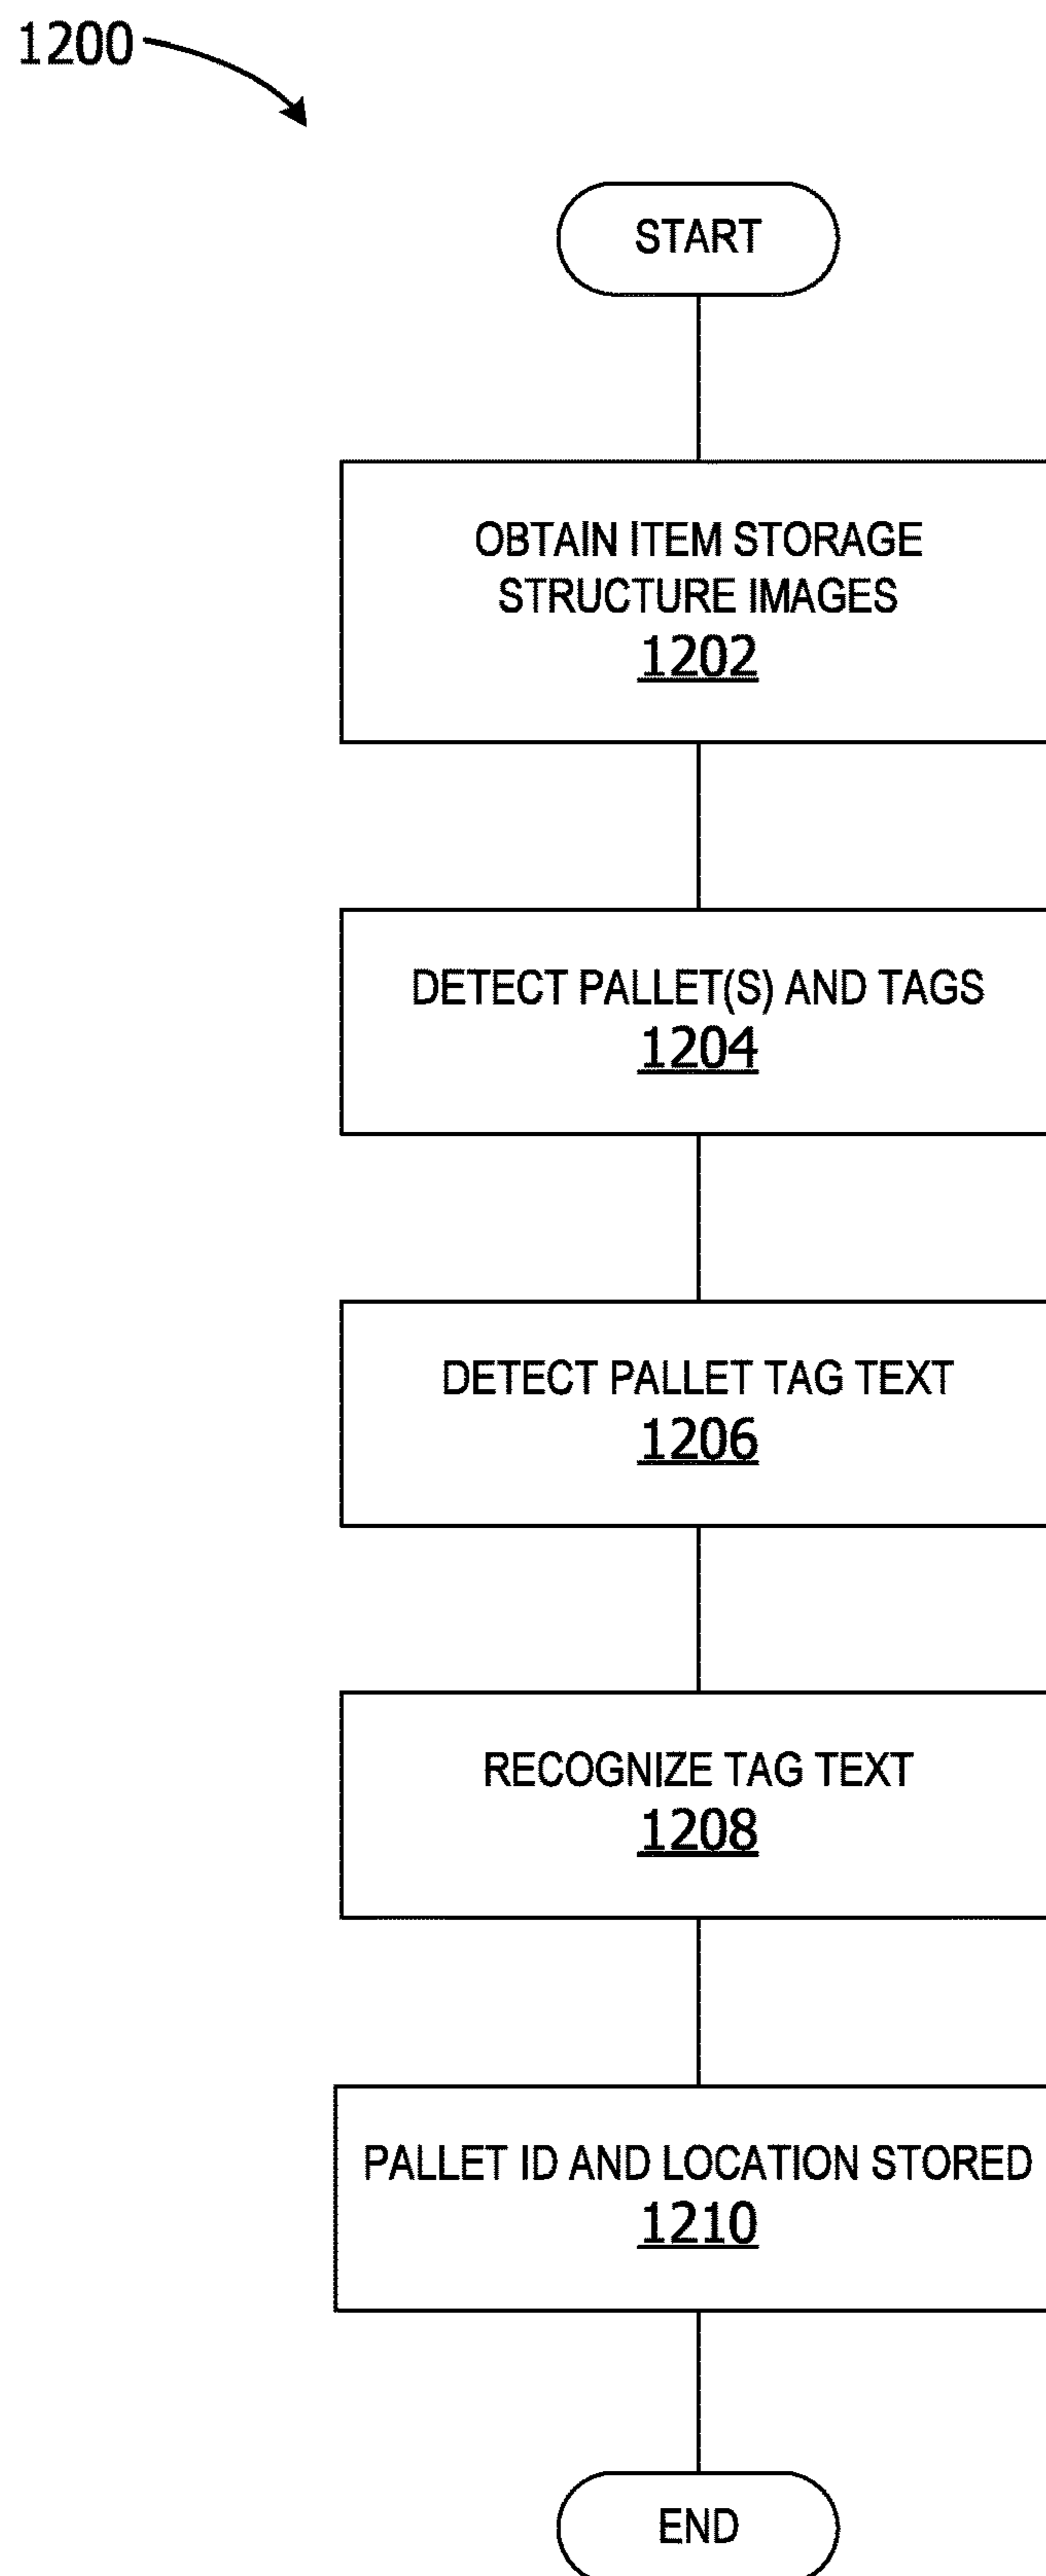 1200
START
OBTAIN ITEM STORAGE
STRUCTURE IMAGES
1202
DETECT PALLET(S) AND TAGS
1204
DETECT PALLET TAG TEXT
1206
RECOGNIZE TAG TEXT
1208
PALLET ID AND LOCATION STORED
1210
END